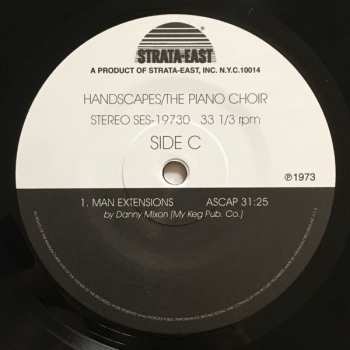 STRATA-EAST
A PRODUCT OF STRATA-EAST, INC. N.Y.C.10014
HANDSCAPES/THE PIANO CHOIR
STEREO SES-19730 33 1/3 rpm
SIDE C
℗1973
1. MAN EXTENSIONS ASCAP 31:25
by Danny Mixon (My Keg Pub. Co.)